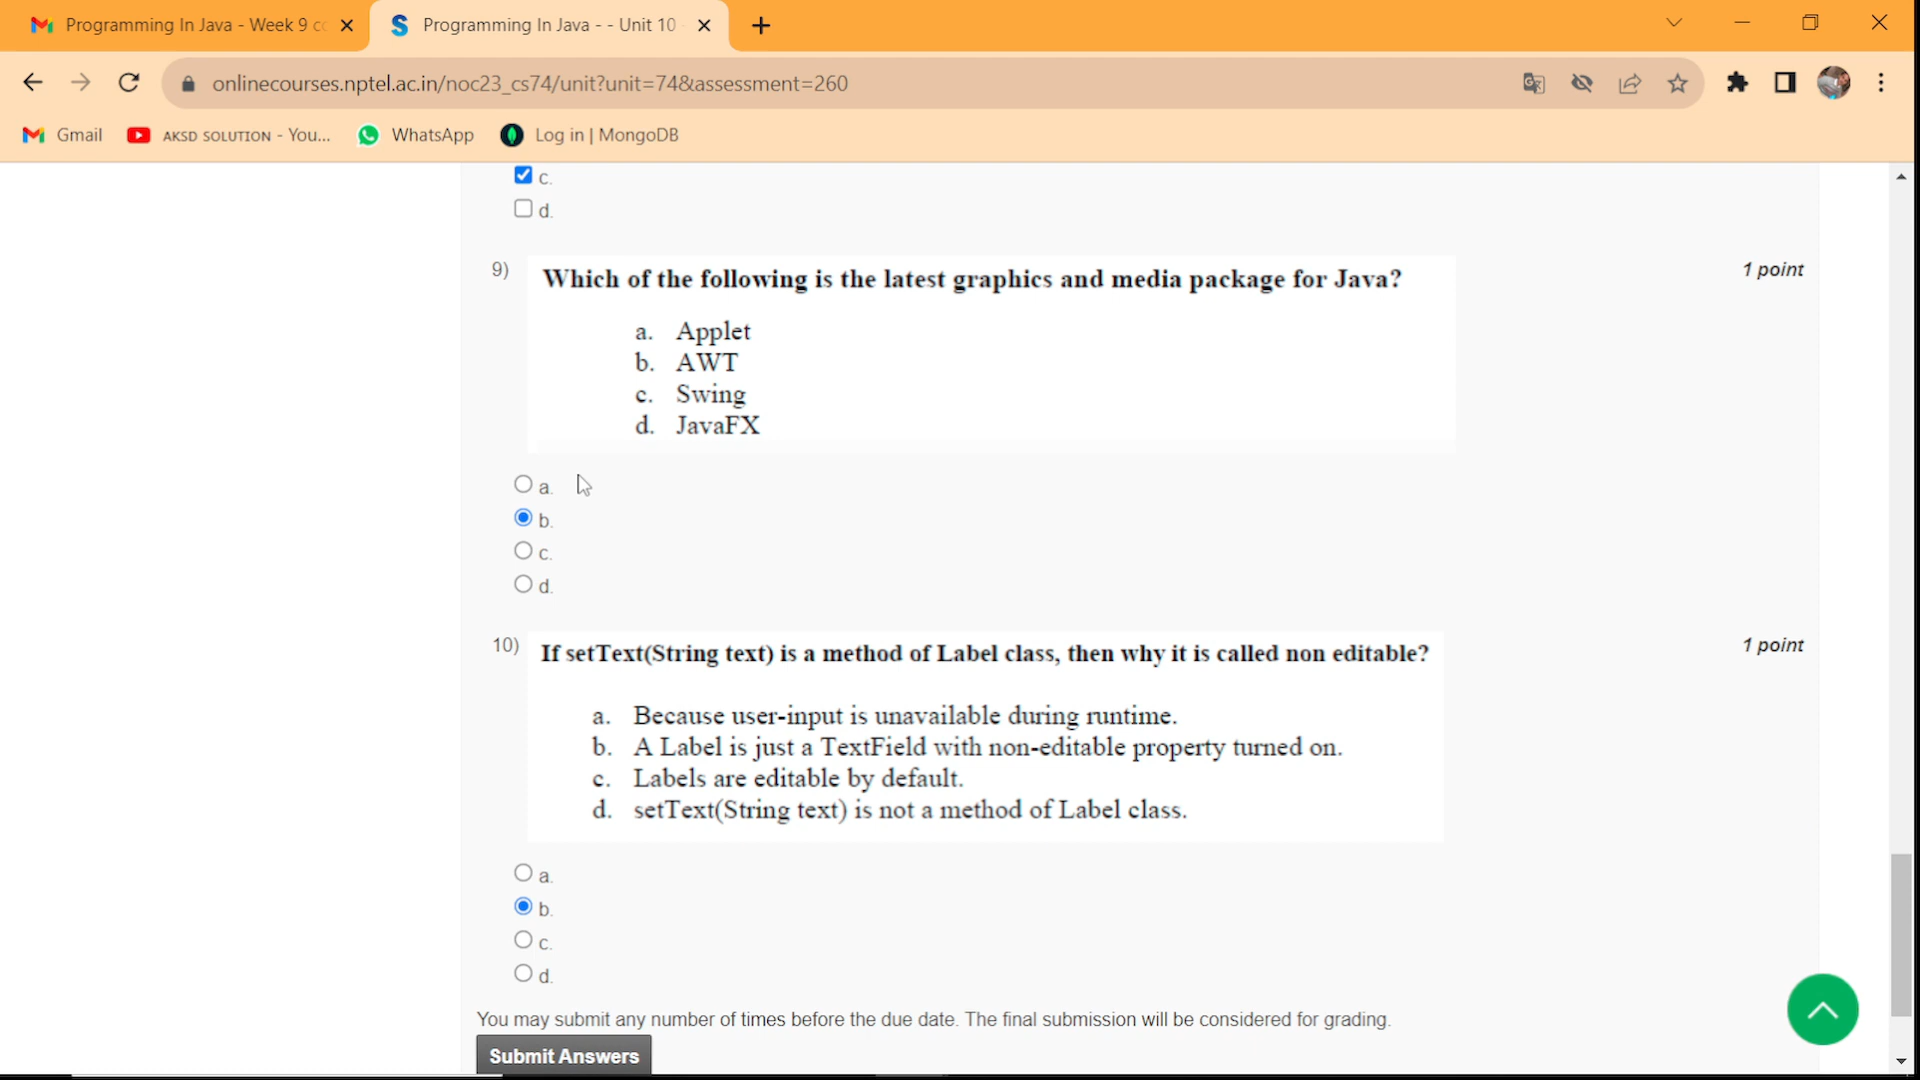 Programming In Java - Week 9 cc
Programming In Java - - Unit 10
onlinecourses.nptel.ac.in/noc23_cs74/unit?unit=74&assessment=260
Gmail
AKSD SOLUTION - You...
WhatsApp
Log in | MongoDB
c.
d.
9)
Which of the following is the latest graphics and media package for Java?
1 point
a. Applet
b. AWT
c. Swing
d. JavaFX
a.
b.
c.
d.
10)
If setText(String text) is a method of Label class, then why it is called non editable?
1 point
a. Because user-input is unavailable during runtime.
b. A Label is just a TextField with non-editable property turned on.
c. Labels are editable by default.
d. setText(String text) is not a method of Label class.
a.
b.
c.
d.
You may submit any number of times before the due date. The final submission will be considered for grading.
Submit Answers